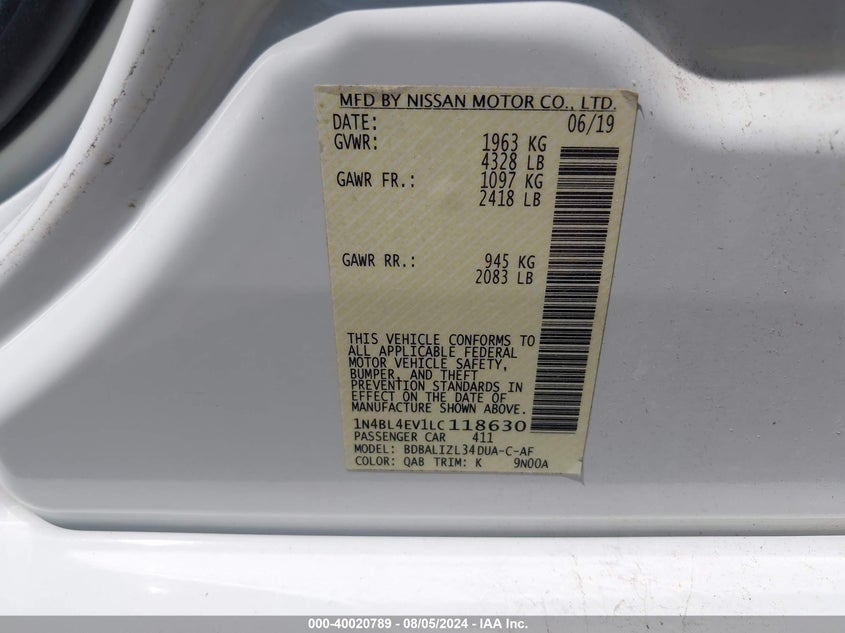 MFD BY NISSAN MOTOR CO., LTD.
DATE: 06/19
GVWR: 1963 KG
4328 LB
GAWR FR.: 1097 KG
2418 LB
GAWR RR.: 945 KG
2083 LB
THIS VEHICLE CONFORMS TO
ALL APPLICABLE FEDERAL
MOTOR VEHICLE SAFETY,
BUMPER, AND THEFT
PREVENTION STANDARDS IN
EFFECT ON THE DATE OF
MANUFACTURE SHOWN ABOVE.
1N4BL4EV1LC118630
PASSENGER CAR 411
MODEL: BDBALIZL34DUA-C-AF
COLOR: QAB TRIM: K 9N00A
000-40020789 - 08/05/2024 - IAA Inc.